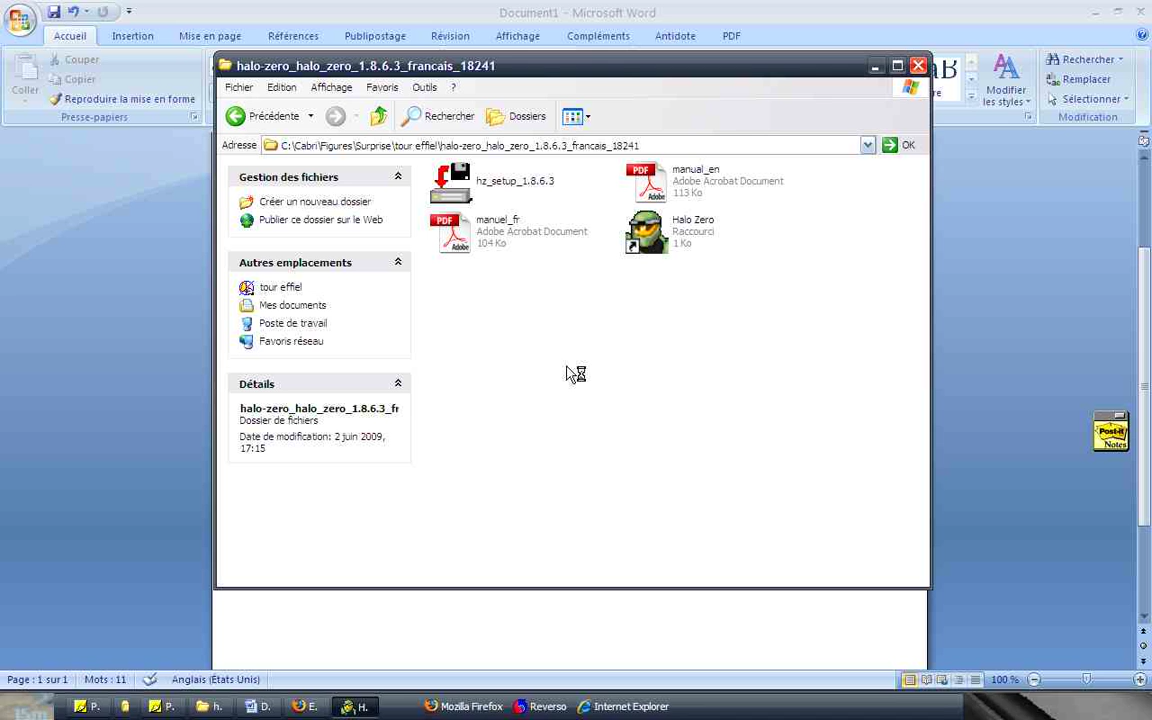 Document1 - Microsoft Word
Accueil Insertion Mise en page Références Publipostage Révision Affichage Compléments Antidote PDF
Coller
Couper
Copier
Reproduire la mise en forme
Presse-papiers
Modifier
les styles
Rechercher
Remplacer
Sélectionner
Modification
halo-zero_halo_zero_1.8.6.3_francais_18241
Fichier Edition Affichage Favoris Outils ?
Précédente Rechercher Dossiers
Adresse C:\Cabri\Figures\Surprise\tour effiel\halo-zero_halo_zero_1.8.6.3_francais_18241 OK
Gestion des fichiers
Créer un nouveau dossier
Publier ce dossier sur le Web
Autres emplacements
tour effiel
Mes documents
Poste de travail
Favoris réseau
Détails
halo-zero_halo_zero_1.8.6.3_fr
Dossier de fichiers
Date de modification: 2 juin 2009,
17:15
hz_setup_1.8.6.3
PDF
Adobe
manual_en
Adobe Acrobat Document
113 Ko
PDF
Adobe
manuel_fr
Adobe Acrobat Document
104 Ko
Halo Zero
Raccourci
1 Ko
Post-it
Notes
Page : 1 sur 1 Mots : 11 Anglais (États Unis) 100 %
P. P. h. D. E. H. Mozilla Firefox Reverso Internet Explorer